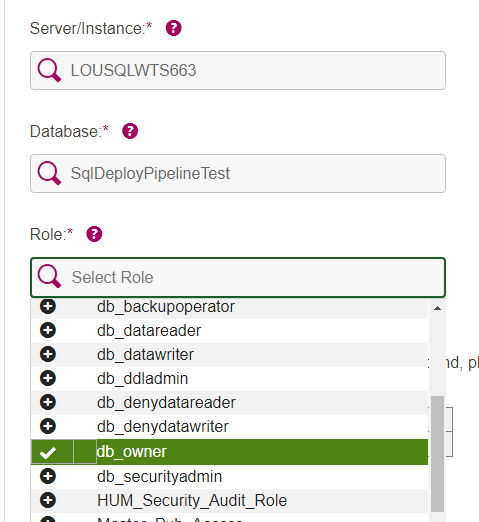 Server/Instance:*
LOUSQLWTS663
Database:*
SqlDeployPipelineTest
Role:*
Select Role
db_backupoperator
db_datareader
db_datawriter
db_ddladmin
nd, pl
db_denydatareader
db_denydatawriter
db_owner
db_securityadmin
HUM_Security_Audit_Role